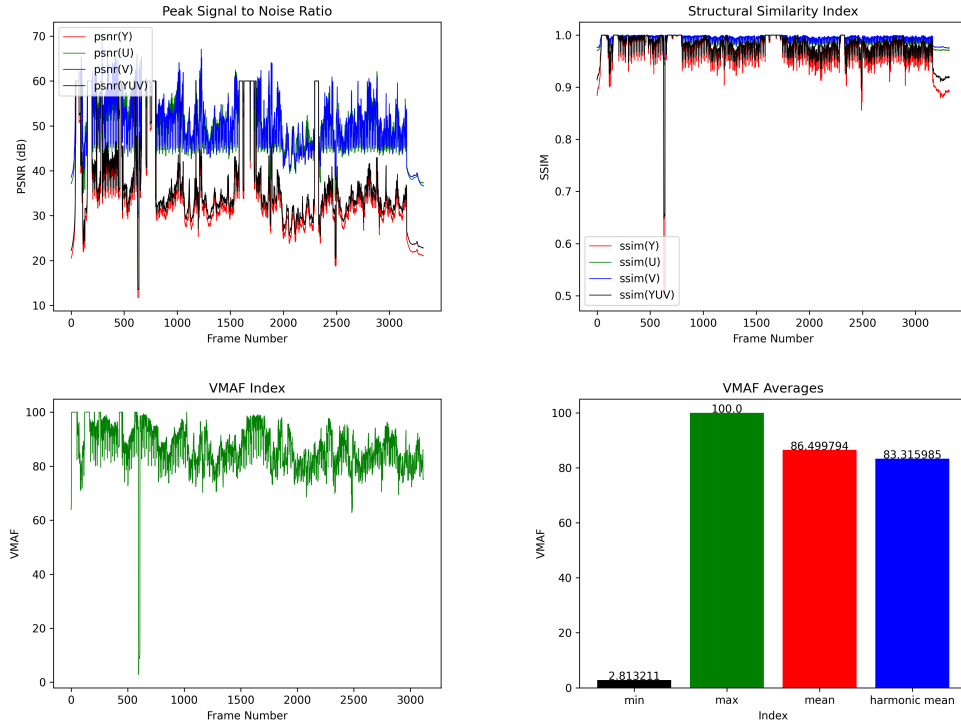 Peak Signal to Noise Ratio
70
60
50
40
30
20
10
PSNR (dB)
psnr(Y)
psnr(U)
psnr(V)
psnr(YUV)
0 500 1000 1500 2000 2500 3000
Frame Number
Structural Similarity Index
1.0
0.9
0.8
0.7
0.6
0.5
SSIM
ssim(Y)
ssim(U)
ssim(V)
ssim(YUV)
0 500 1000 1500 2000 2500 3000
Frame Number
VMAF Index
100
80
60
40
20
0
VMAF
0 500 1000 1500 2000 2500 3000
Frame Number
VMAF Averages
100
80
60
40
20
0
VMAF
2.813211
100.0
86.499794
83.315985
min max mean harmonic mean
Index